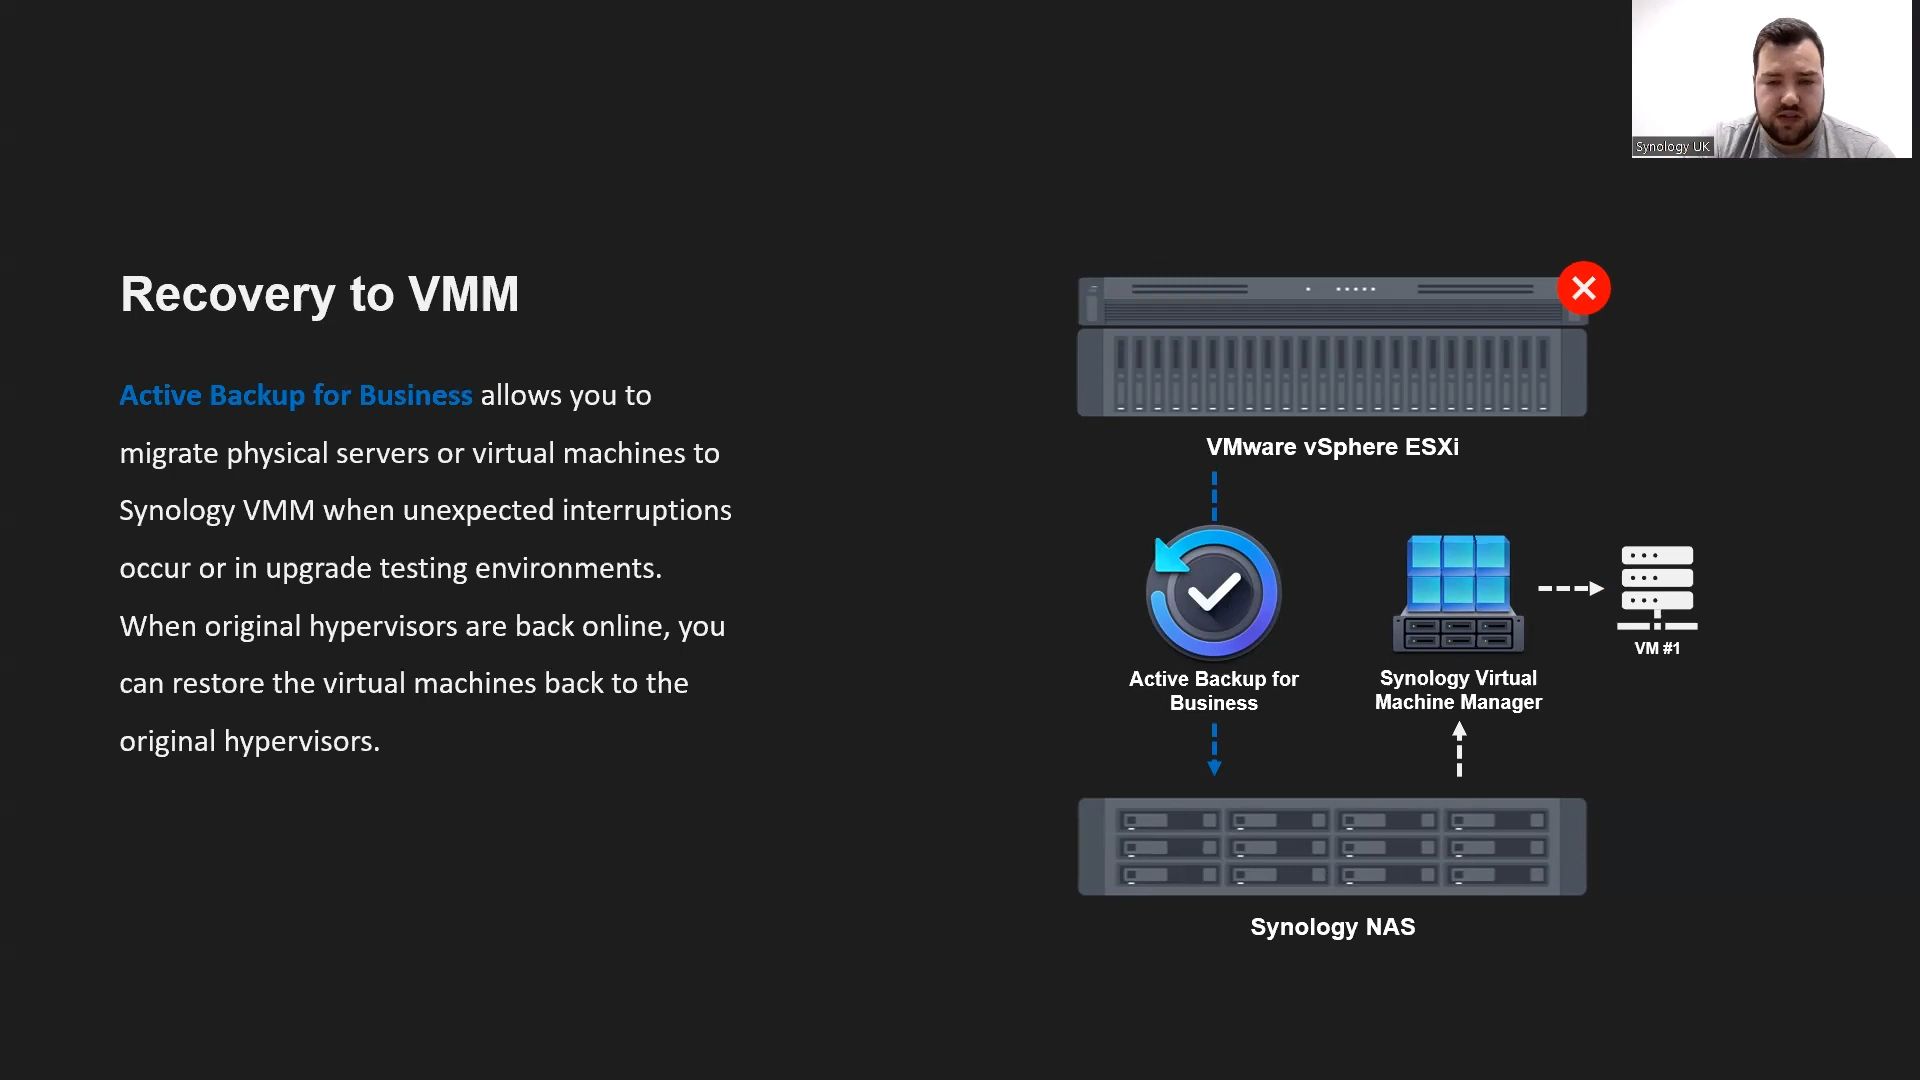 Synology UK
Recovery to VMM
Active Backup for Business allows you to
migrate physical servers or virtual machines to
Synology VMM when unexpected interruptions
occur or in upgrade testing environments.
When original hypervisors are back online, you
can restore the virtual machines back to the
original hypervisors.
VMware vSphere ESXi
Active Backup for
Business
Synology Virtual
Machine Manager
VM #1
Synology NAS